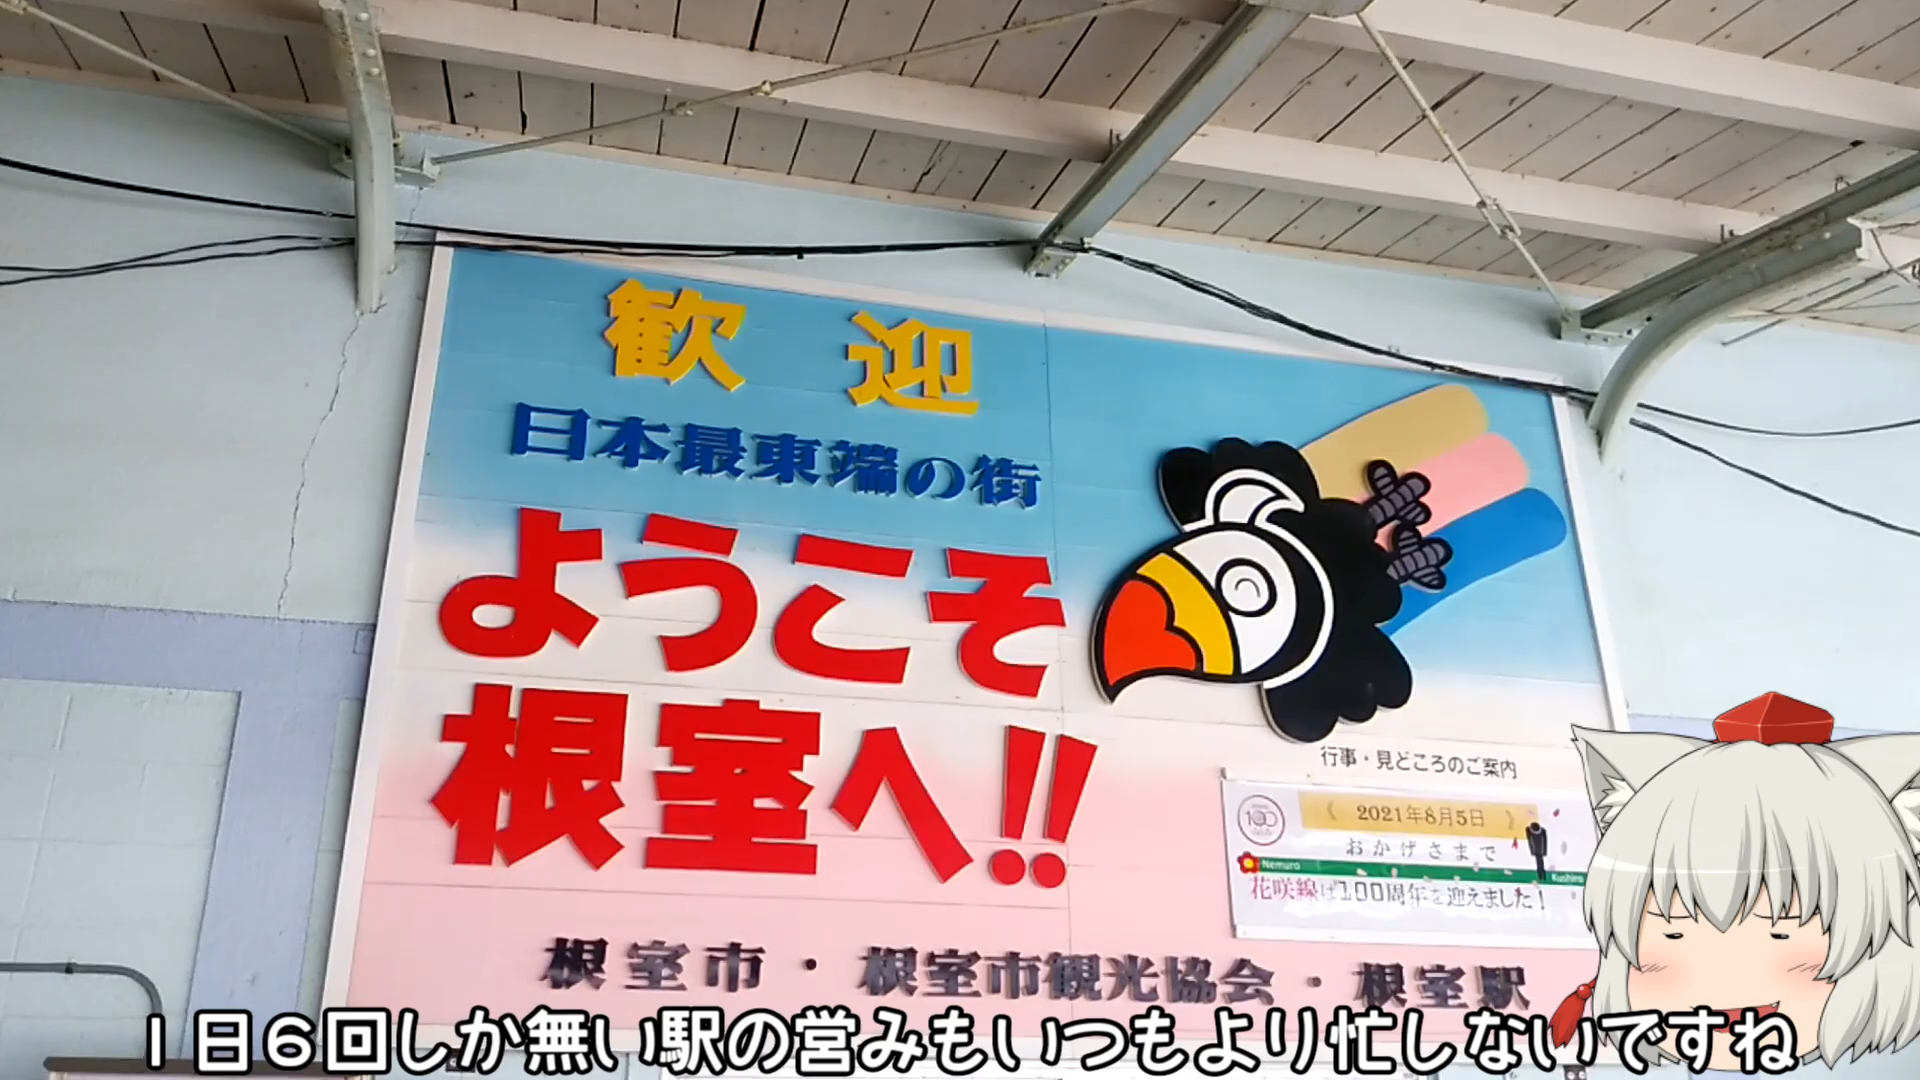 歓迎
日本最東端の街
ようこそ
根室へ!!
行事・見どころのご案内
100
《 2021年8月5日 》
おかげさまで
Nemuro
Kushiro
花咲線は100周年を迎えました！
根室市・根室市観光協会・根室駅
1日6回しか無い駅の営みもいつもより忙しないですね